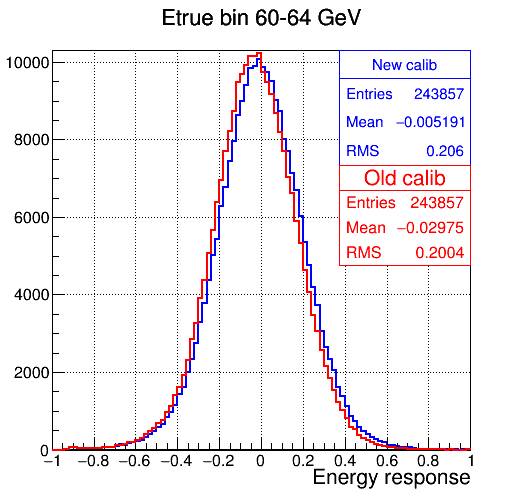 Etrue bin 60-64 GeV
New calib
Entries 243857
Mean −0.005191
RMS 0.206
Old calib
Entries 243857
Mean −0.02975
RMS 0.2004
10000
8000
6000
4000
2000
0
−1 −0.8 −0.6 −0.4 −0.2 0 0.2 0.4 0.6 0.8 1
Energy response